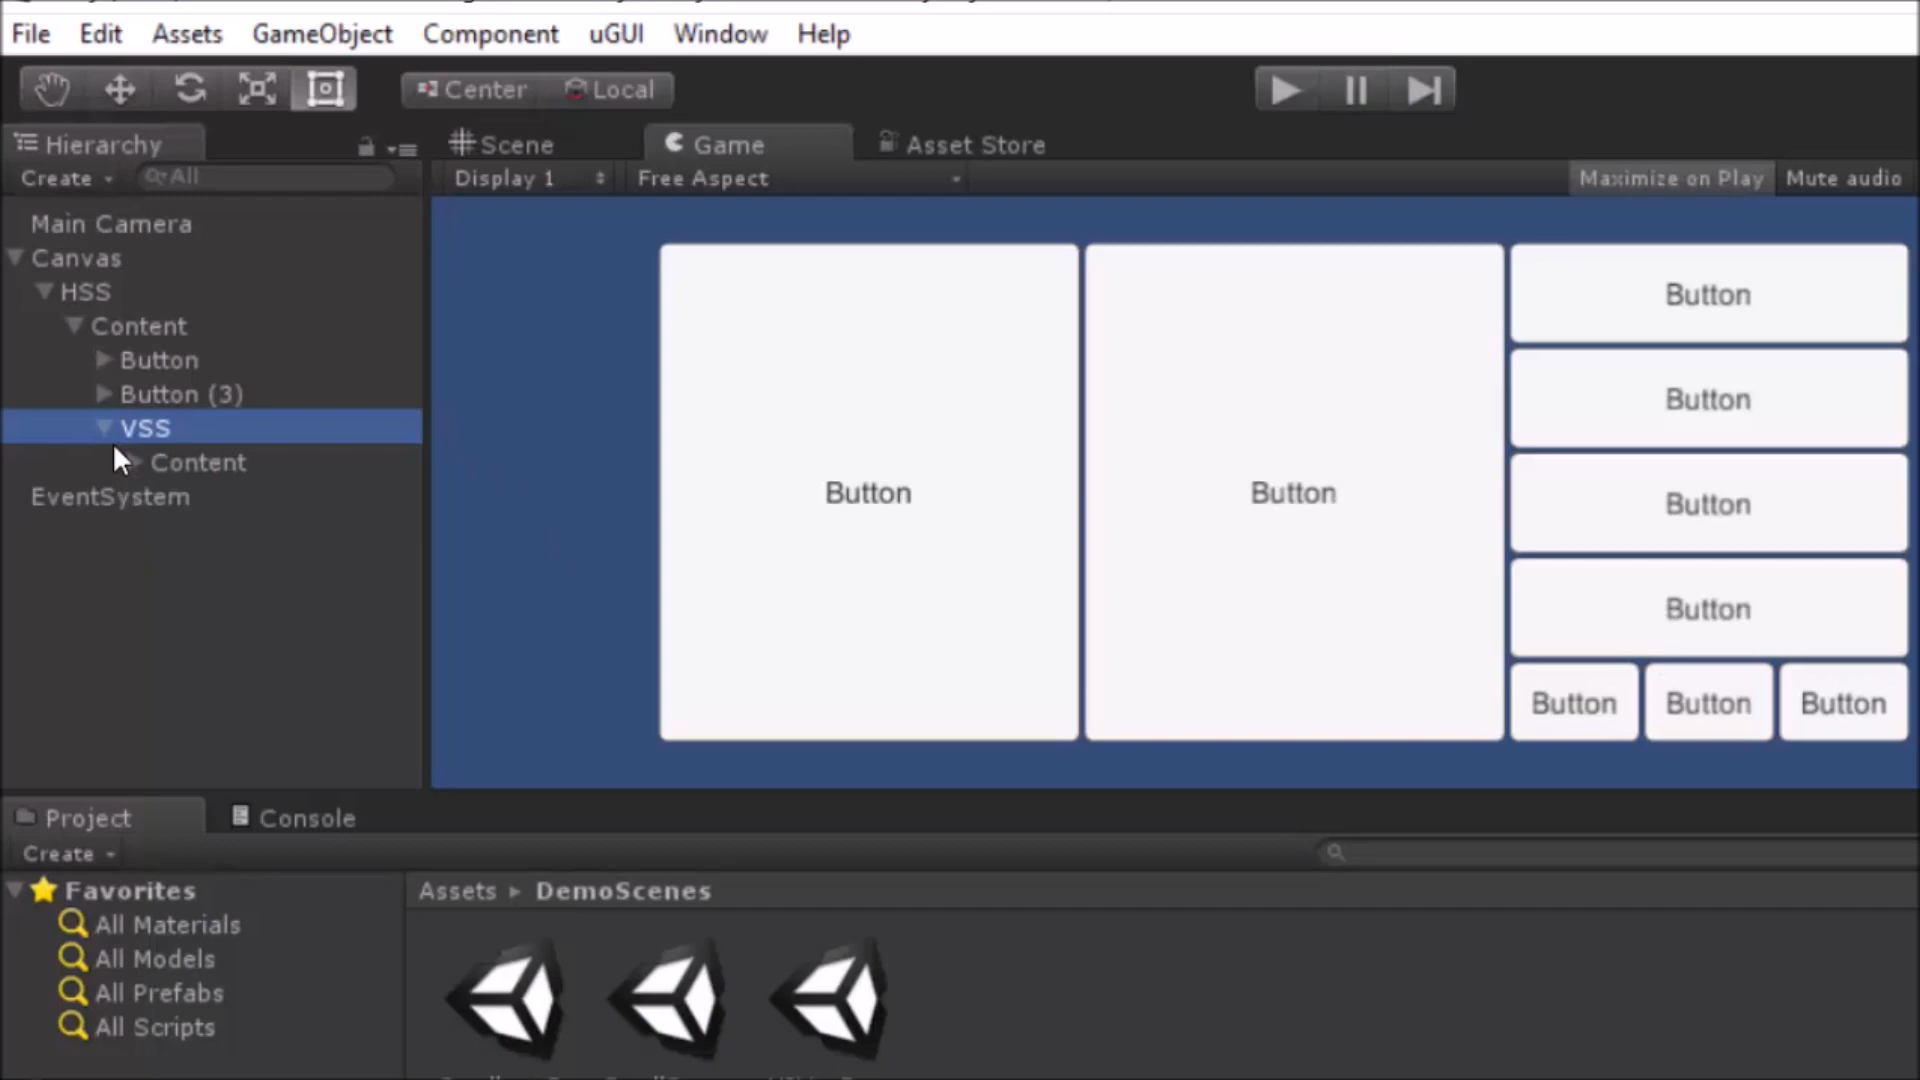 File Edit Assets GameObject Component uGUI Window Help
Center Local
Hierarchy
Create All
Main Camera
Canvas
HSS
Content
Button
Button (3)
VSS
Content
EventSystem
Scene Game Asset Store
Display 1 Free Aspect Maximize on Play Mute audio
Button
Button
Button
Button
Button
Button
Button Button Button
Project Console
Create
Favorites
All Materials
All Models
All Prefabs
All Scripts
Assets DemoScenes